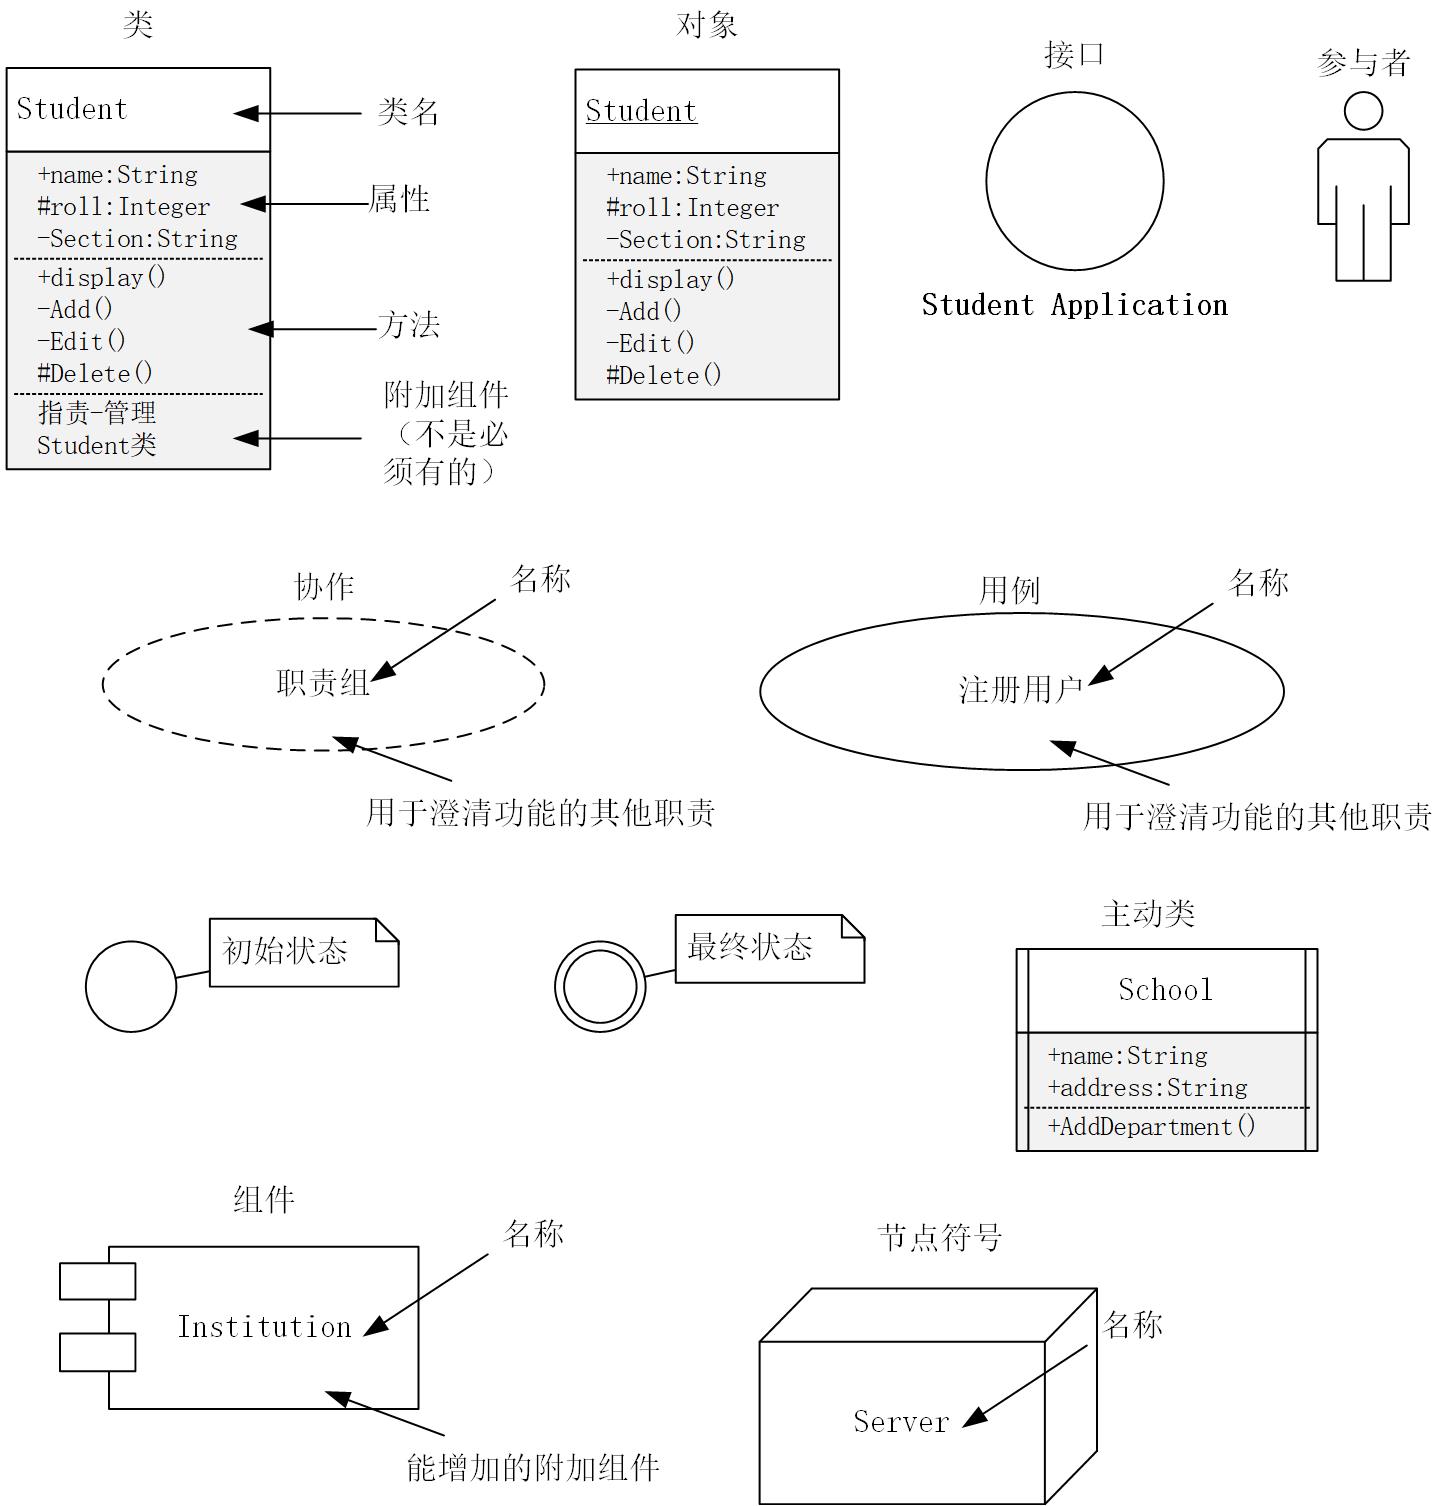 类
对象
接口
参与者
Student
类名
+name:String
#roll:Integer
-Section:String
属性
+display()
-Add()
-Edit()
#Delete()
方法
指责-管理
Student类
附加组件
（不是必
须有的）
Student
+name:String
#roll:Integer
-Section:String
+display()
-Add()
-Edit()
#Delete()
Student Application
协作
名称
职责组
用于澄清功能的其他职责
用例
名称
注册用户
用于澄清功能的其他职责
初始状态
最终状态
主动类
School
+name:String
+address:String
+AddDepartment()
组件
名称
Institution
能增加的附加组件
节点符号
名称
Server